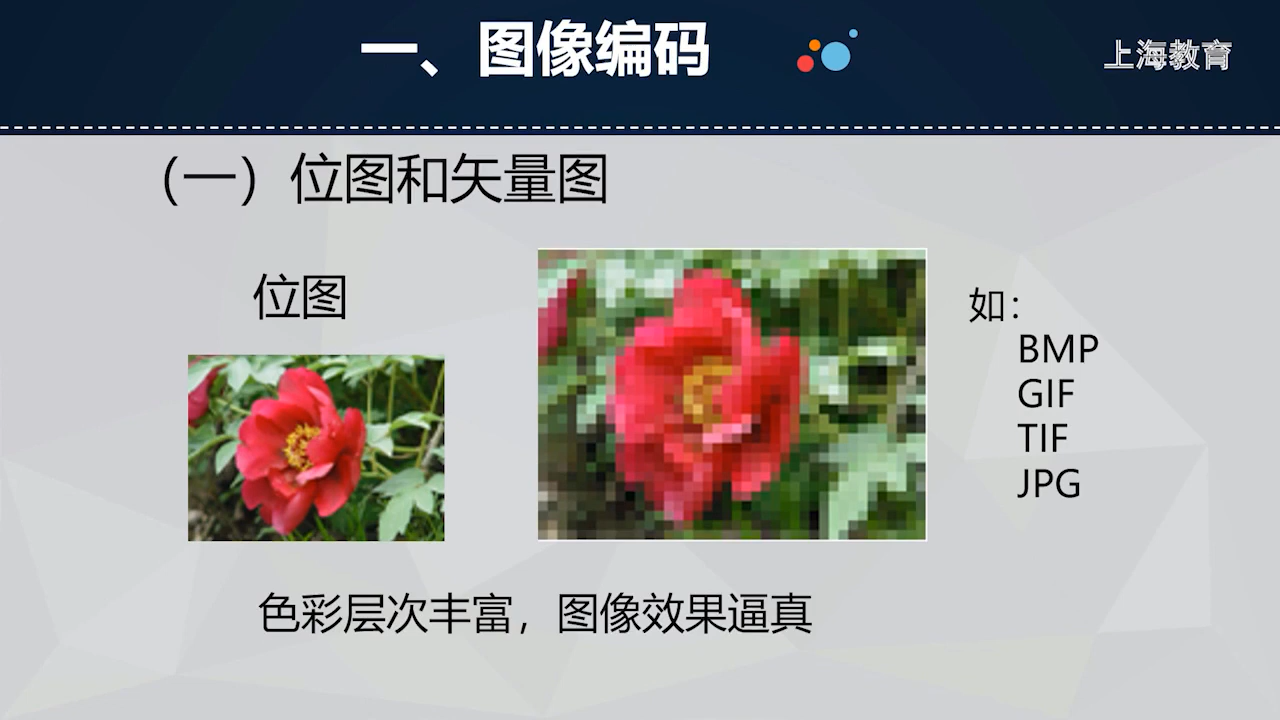 一、图像编码
上海教育
（一）位图和矢量图
位图
如：
BMP
GIF
TIF
JPG
色彩层次丰富，图像效果逼真